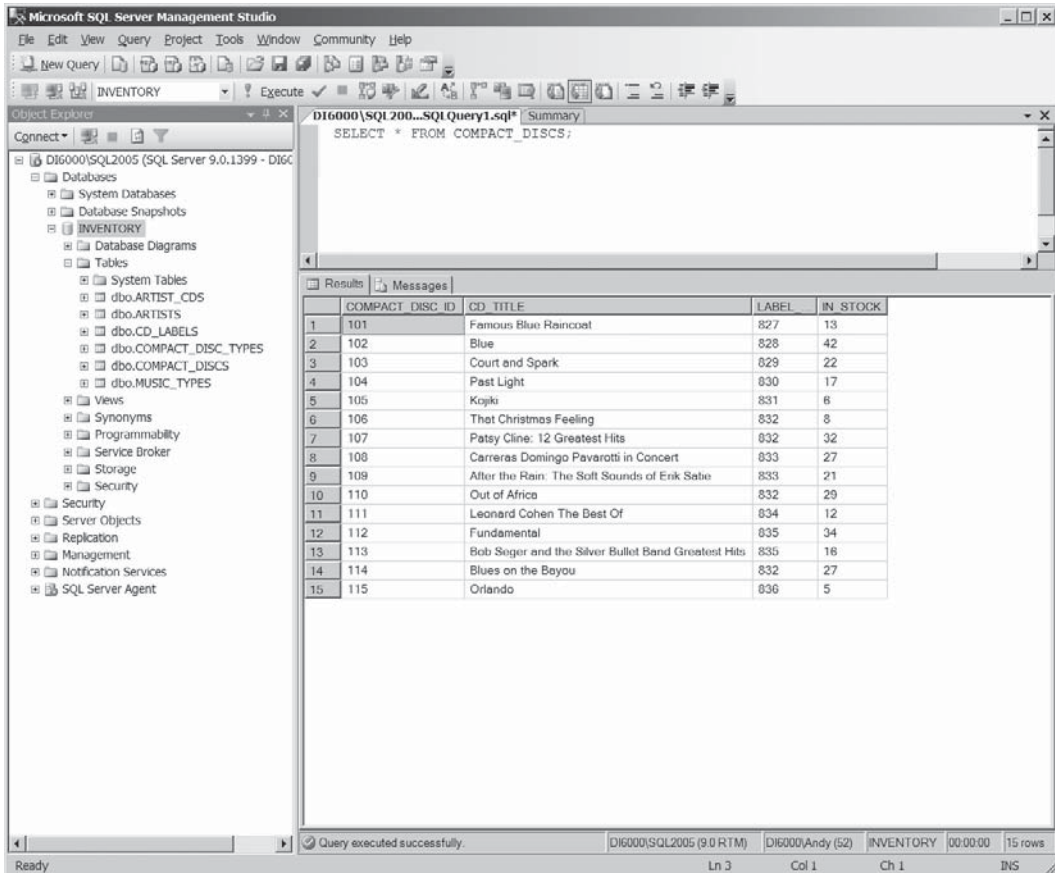 Microsoft SQL Server Management Studio
File Edit View Query Project Tools Window Community Help
New Query
INVENTORY Execute
Object Explorer
DI6000\SQL200...SQLQuery1.sql* Summary
Connect
SELECT * FROM COMPACT_DISCS;
DI6000\SQL2005 (SQL Server 9.0.1399 - DI6C
Databases
System Databases
Database Snapshots
INVENTORY
Database Diagrams
Tables
System Tables
dbo.ARTIST_CDS
dbo.ARTISTS
dbo.CD_LABELS
dbo.COMPACT_DISC_TYPES
dbo.COMPACT_DISCS
dbo.MUSIC_TYPES
Views
Synonyms
Programmability
Service Broker
Storage
Security
Security
Server Objects
Replication
Management
Notification Services
SQL Server Agent
Results Messages
COMPACT_DISC_ID CD_TITLE LABEL_... IN_STOCK
1 101 Famous Blue Raincoat 827 13
2 102 Blue 828 42
3 103 Court and Spark 829 22
4 104 Past Light 830 17
5 105 Kojiki 831 6
6 106 That Christmas Feeling 832 8
7 107 Patsy Cline: 12 Greatest Hits 832 32
8 108 Carreras Domingo Pavarotti in Concert 833 27
9 109 After the Rain: The Soft Sounds of Erik Satie 833 21
10 110 Out of Africa 832 29
11 111 Leonard Cohen The Best Of 834 12
12 112 Fundamental 835 34
13 113 Bob Seger and the Silver Bullet Band Greatest Hits 835 16
14 114 Blues on the Bayou 832 27
15 115 Orlando 836 5
Query executed successfully. DI6000\SQL2005 (9.0 RTM) DI6000\Andy (52) INVENTORY 00:00:00 15 rows
Ready Ln 3 Col 1 Ch 1 INS